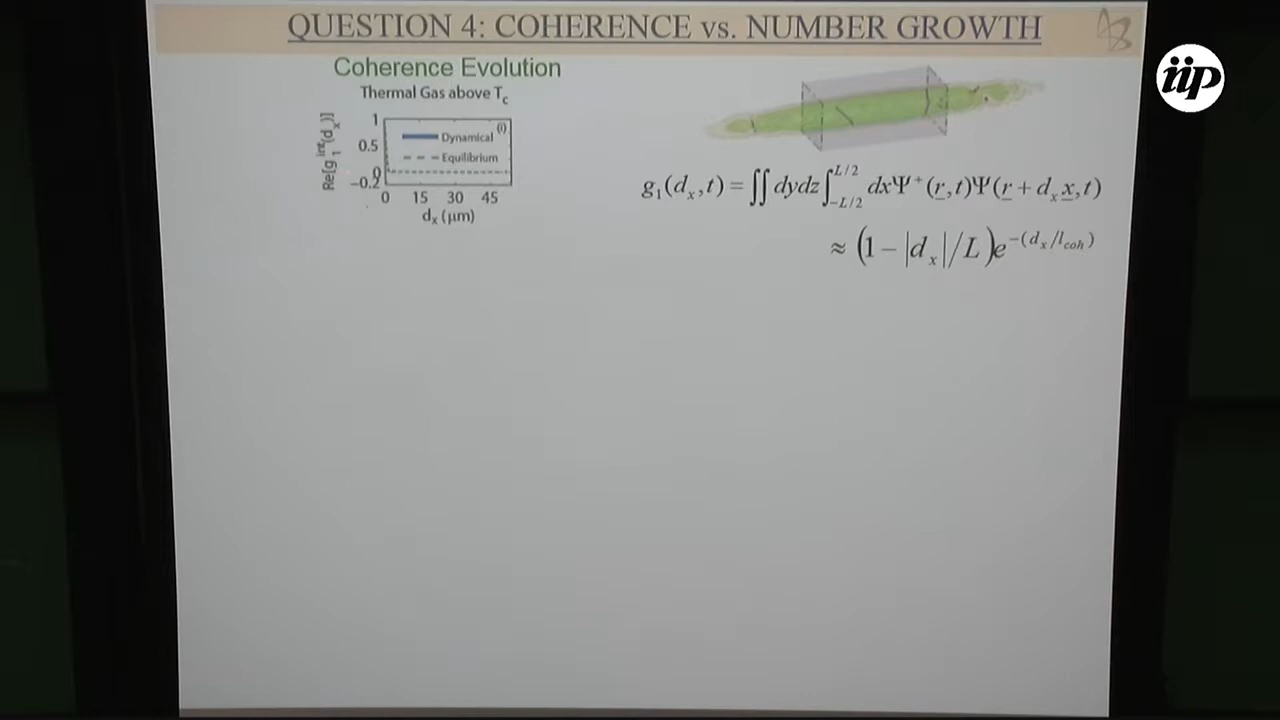 QUESTION 4: COHERENCE vs. NUMBER GROWTH
iip
Coherence Evolution
Thermal Gas above T_c
Re[g_1^int(d_x)]
1
0.5
0
-0.2
Dynamical
(i)
Equilibrium
0 15 30 45
d_x (μm)
g_1(d_x,t) = ∬ dydz ∫_{-L/2}^{L/2} dxΨ^+(r,t)Ψ(r + d_x x,t)
≈ (1 - |d_x|/L)e^{-(d_x/l_coh)}